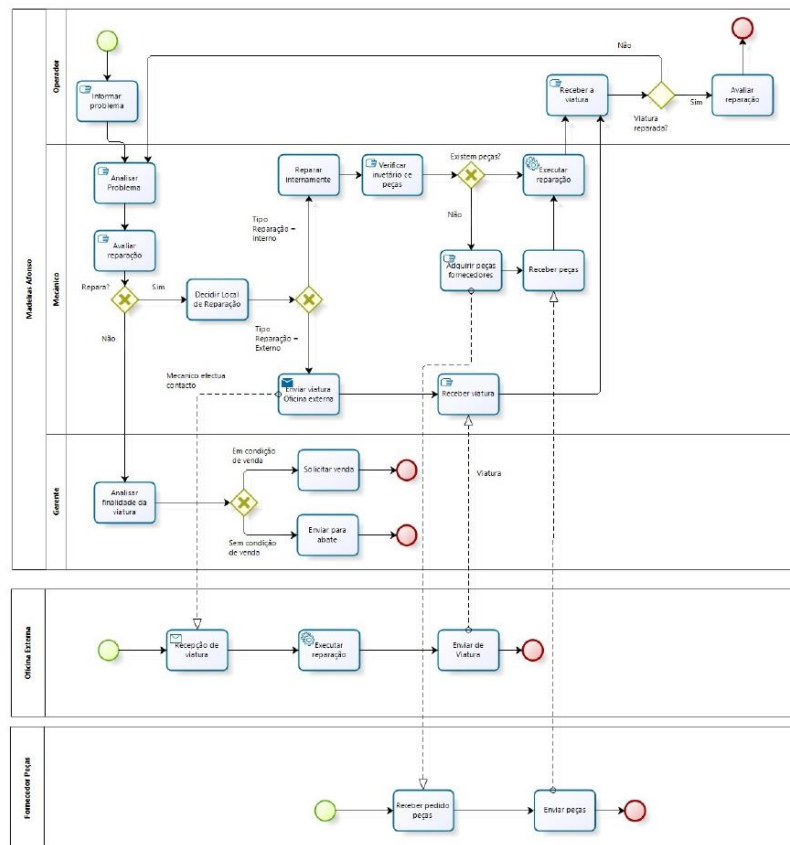 Madeiras Afonso
Operador
Informar
problema
Não
Receber a
viatura
Viatura
reparada?
Sim
Avaliar
reparação
Mecânico
Analisar
Problema
Avaliar
reparação
Repara?
Sim
Não
Decidir Local
de Reparação
Tipo
Reparação =
Interno
Tipo
Reparação =
Externo
Reparar
internamente
Verificar
invetório ce
peças
Existem peças?
Não
Executar
reparação
Adquirir peças
fornecedores
Receber peças
Mecanico efectua
contacto
Enviar viatura
Oficina externa
Receber viatura
Viatura
Gerente
Analisar
finalidade da
viatura
Em condição
de venda
Sem condição
de venda
Solicitar venda
Enviar para
abate
Oficina Externa
Recepção de
viatura
Executar
reparação
Enviar de
Viatura
Fornecedor Peças
Receber pedido
peças
Enviar peças